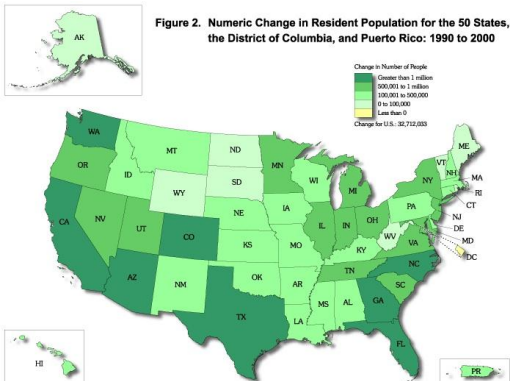 Figure 2. Numeric Change in Resident Population for the 50 States,
the District of Columbia, and Puerto Rico: 1990 to 2000
Change in Number of People
Greater than 1 million
500,001 to 1 million
100,001 to 500,000
0 to 100,000
Less than 0
Change for U.S.: 32,712,033
AK
WA
MT
ND
MN
ME
VT
NH
OR
ID
SD
WI
MI
NY
MA
RI
CT
WY
IA
PA
NJ
NV
NE
IL
IN
OH
DE
MD
DC
UT
CO
WV
VA
CA
KS
MO
KY
NC
TN
AZ
NM
OK
AR
SC
MS
AL
GA
TX
LA
FL
HI
PR